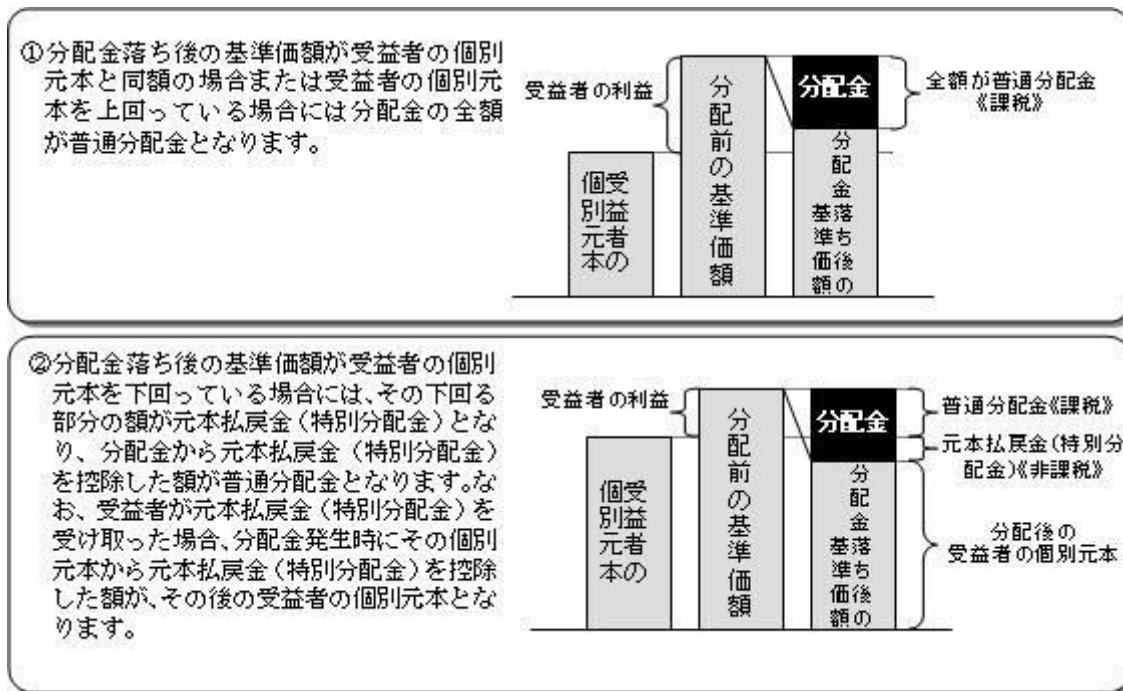 ①分配金落ち後の基準価額が受益者の個別
元本と同額の場合または受益者の個別元
本を上回っている場合には分配金の全額
が普通分配金となります。
受益者の利益
受益者の
個別元本
分配前の基準価額
分配金
分配金落ち後の
基準価額
全額が普通分配金
《課税》
②分配金落ち後の基準価額が受益者の個別
元本を下回っている場合には、その下回る
部分の額が元本払戻金（特別分配金）とな
り、分配金から元本払戻金（特別分配金）
を控除した額が普通分配金となります。な
お、受益者が元本払戻金（特別分配金）を
受け取った場合、分配金発生時にその個別
元本から元本払戻金（特別分配金）を控除
した額が、その後の受益者の個別元本とな
ります。
受益者の利益
受益者の
個別元本
分配前の基準価額
分配金
分配金落ち後の
基準価額
普通分配金《課税》
元本払戻金（特別分
配金）《非課税》
分配後の
受益者の個別元本